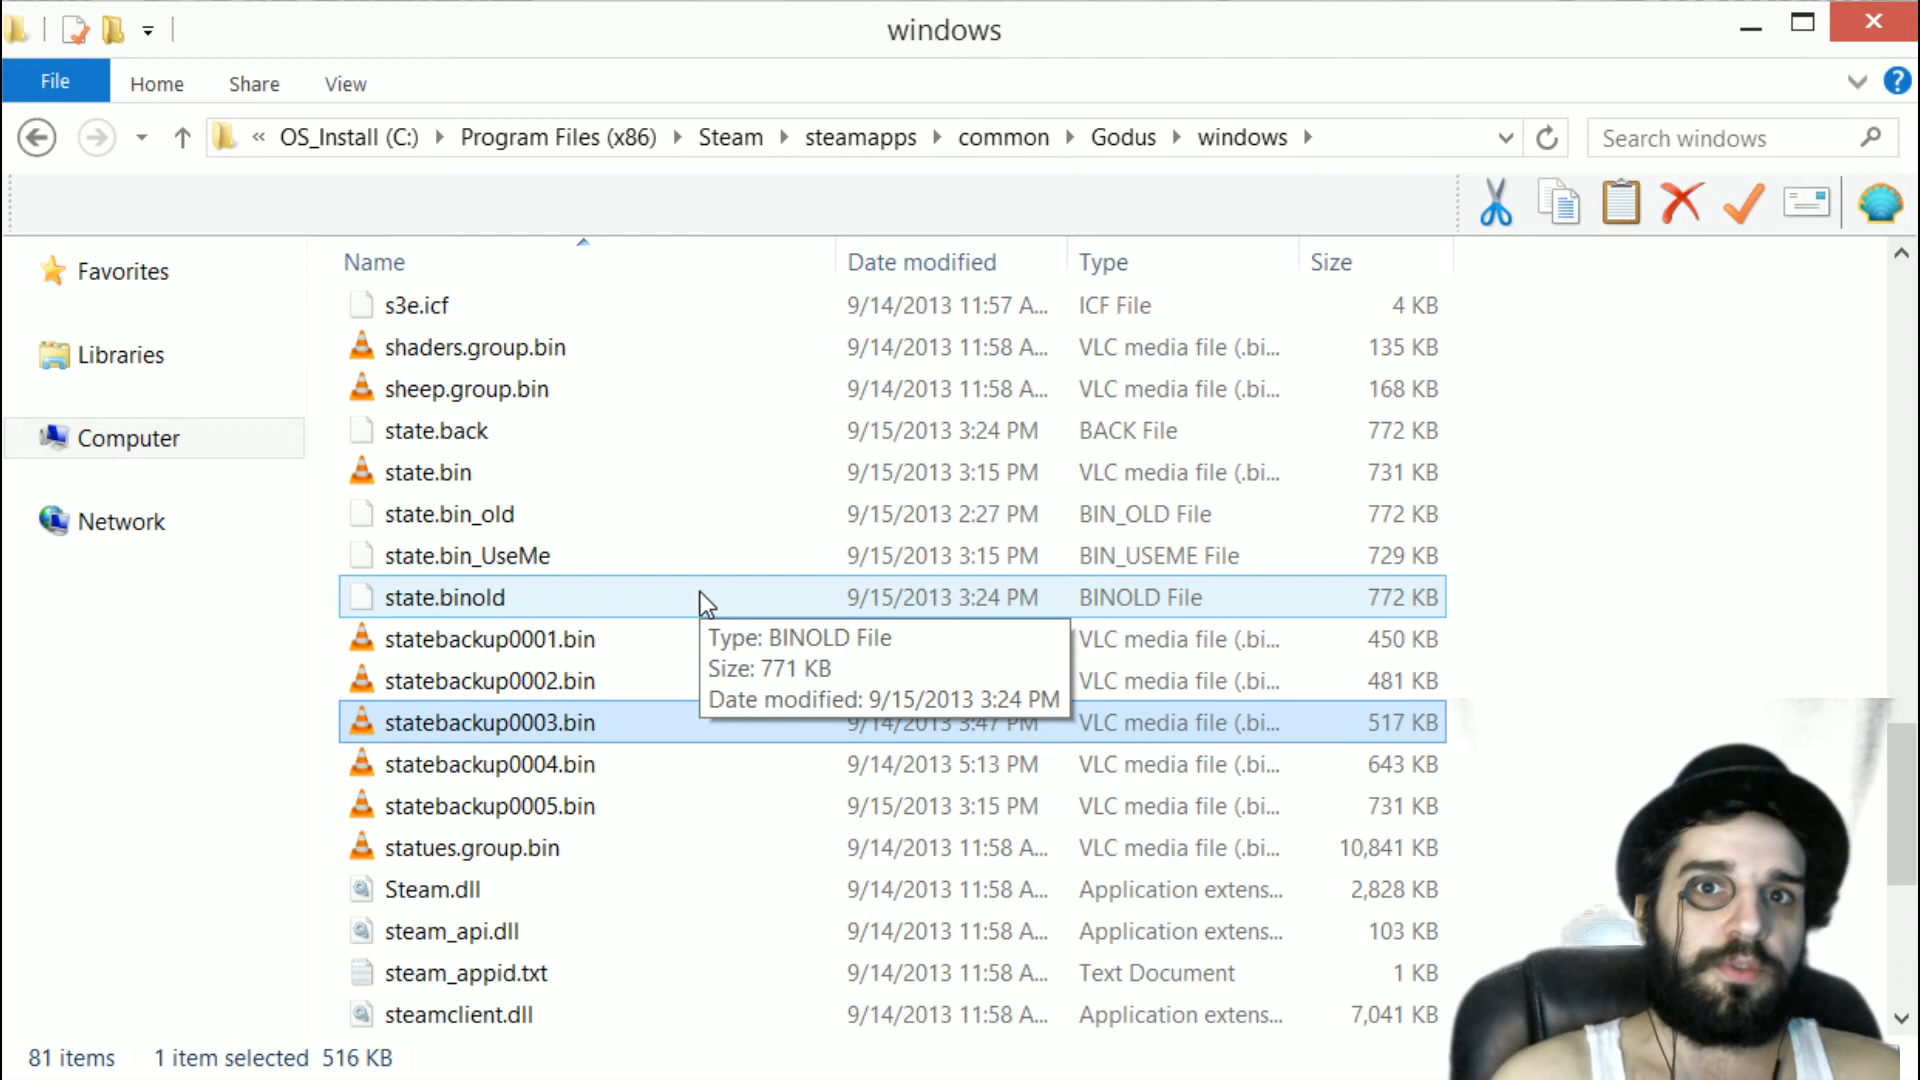 windows
File Home Share View
« OS_Install (C:) Program Files (x86) Steam steamapps common Godus windows Search windows
Favorites
Libraries
Computer
Network
Name Date modified Type Size
s3e.icf 9/14/2013 11:57 A... ICF File 4 KB
shaders.group.bin 9/14/2013 11:58 A... VLC media file (.bi... 135 KB
sheep.group.bin 9/14/2013 11:58 A... VLC media file (.bi... 168 KB
state.back 9/15/2013 3:24 PM BACK File 772 KB
state.bin 9/15/2013 3:15 PM VLC media file (.bi... 731 KB
state.bin_old 9/15/2013 2:27 PM BIN_OLD File 772 KB
state.bin_UseMe 9/15/2013 3:15 PM BIN_USEME File 729 KB
state.binold 9/15/2013 3:24 PM BINOLD File 772 KB
statebackup0001.bin VLC media file (.bi... 450 KB
statebackup0002.bin VLC media file (.bi... 481 KB
statebackup0003.bin 9/14/2013 3:47 PM VLC media file (.bi... 517 KB
statebackup0004.bin 9/14/2013 5:13 PM VLC media file (.bi... 643 KB
statebackup0005.bin 9/15/2013 3:15 PM VLC media file (.bi... 731 KB
statues.group.bin 9/14/2013 11:58 A... VLC media file (.bi... 10,841 KB
Steam.dll 9/14/2013 11:58 A... Application extens... 2,828 KB
steam_api.dll 9/14/2013 11:58 A... Application extens... 103 KB
steam_appid.txt 9/14/2013 11:58 A... Text Document 1 KB
steamclient.dll 9/14/2013 11:58 A... Application extens... 7,041 KB
Type: BINOLD File
Size: 771 KB
Date modified: 9/15/2013 3:24 PM
81 items 1 item selected 516 KB